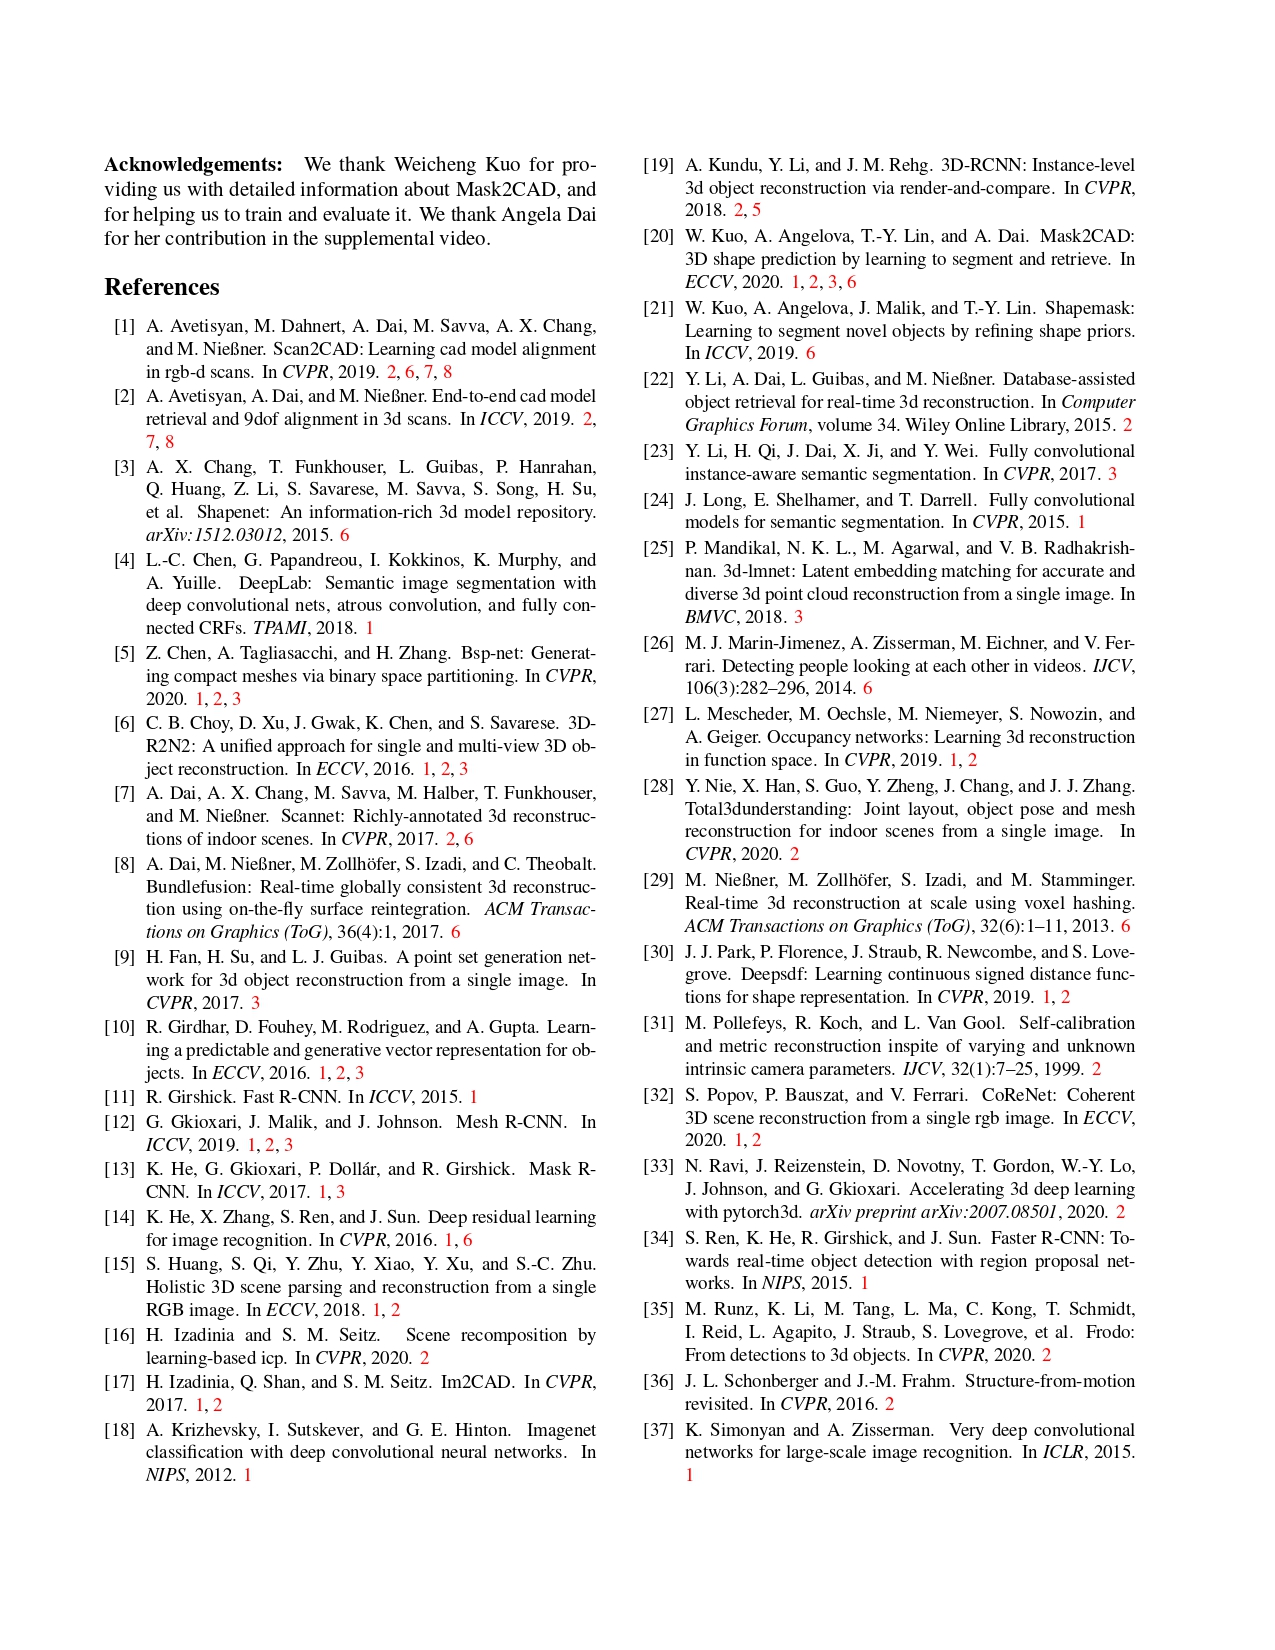 Acknowledgements: We thank Weicheng Kuo for pro-
viding us with detailed information about Mask2CAD, and
for helping us to train and evaluate it. We thank Angela Dai
for her contribution in the supplemental video.
References
[1] A. Avetisyan, M. Dahnert, A. Dai, M. Savva, A. X. Chang,
and M. Nießner. Scan2CAD: Learning cad model alignment
in rgb-d scans. In CVPR, 2019. 2, 6, 7, 8
[2] A. Avetisyan, A. Dai, and M. Nießner. End-to-end cad model
retrieval and 9dof alignment in 3d scans. In ICCV, 2019. 2,
7, 8
[3] A. X. Chang, T. Funkhouser, L. Guibas, P. Hanrahan,
Q. Huang, Z. Li, S. Savarese, M. Savva, S. Song, H. Su,
et al. Shapenet: An information-rich 3d model repository.
arXiv:1512.03012, 2015. 6
[4] L.-C. Chen, G. Papandreou, I. Kokkinos, K. Murphy, and
A. Yuille. DeepLab: Semantic image segmentation with
deep convolutional nets, atrous convolution, and fully con-
nected CRFs. TPAMI, 2018. 1
[5] Z. Chen, A. Tagliasacchi, and H. Zhang. Bsp-net: Generat-
ing compact meshes via binary space partitioning. In CVPR,
2020. 1, 2, 3
[6] C. B. Choy, D. Xu, J. Gwak, K. Chen, and S. Savarese. 3D-
R2N2: A unified approach for single and multi-view 3D ob-
ject reconstruction. In ECCV, 2016. 1, 2, 3
[7] A. Dai, A. X. Chang, M. Savva, M. Halber, T. Funkhouser,
and M. Nießner. Scannet: Richly-annotated 3d reconstruc-
tions of indoor scenes. In CVPR, 2017. 2, 6
[8] A. Dai, M. Nießner, M. Zollhöfer, S. Izadi, and C. Theobalt.
Bundlefusion: Real-time globally consistent 3d reconstruc-
tion using on-the-fly surface reintegration. ACM Transac-
tions on Graphics (ToG), 36(4):1, 2017. 6
[9] H. Fan, H. Su, and L. J. Guibas. A point set generation net-
work for 3d object reconstruction from a single image. In
CVPR, 2017. 3
[10] R. Girdhar, D. Fouhey, M. Rodriguez, and A. Gupta. Learn-
ing a predictable and generative vector representation for ob-
jects. In ECCV, 2016. 1, 2, 3
[11] R. Girshick. Fast R-CNN. In ICCV, 2015. 1
[12] G. Gkioxari, J. Malik, and J. Johnson. Mesh R-CNN. In
ICCV, 2019. 1, 2, 3
[13] K. He, G. Gkioxari, P. Dollár, and R. Girshick. Mask R-
CNN. In ICCV, 2017. 1, 3
[14] K. He, X. Zhang, S. Ren, and J. Sun. Deep residual learning
for image recognition. In CVPR, 2016. 1, 6
[15] S. Huang, S. Qi, Y. Zhu, Y. Xiao, Y. Xu, and S.-C. Zhu.
Holistic 3D scene parsing and reconstruction from a single
RGB image. In ECCV, 2018. 1, 2
[16] H. Izadinia and S. M. Seitz. Scene recomposition by
learning-based icp. In CVPR, 2020. 2
[17] H. Izadinia, Q. Shan, and S. M. Seitz. Im2CAD. In CVPR,
2017. 1, 2
[18] A. Krizhevsky, I. Sutskever, and G. E. Hinton. Imagenet
classification with deep convolutional neural networks. In
NIPS, 2012. 1
[19] A. Kundu, Y. Li, and J. M. Rehg. 3D-RCNN: Instance-level
3d object reconstruction via render-and-compare. In CVPR,
2018. 2, 5
[20] W. Kuo, A. Angelova, T.-Y. Lin, and A. Dai. Mask2CAD:
3D shape prediction by learning to segment and retrieve. In
ECCV, 2020. 1, 2, 3, 6
[21] W. Kuo, A. Angelova, J. Malik, and T.-Y. Lin. Shapemask:
Learning to segment novel objects by refining shape priors.
In ICCV, 2019. 6
[22] Y. Li, A. Dai, L. Guibas, and M. Nießner. Database-assisted
object retrieval for real-time 3d reconstruction. In Computer
Graphics Forum, volume 34. Wiley Online Library, 2015. 2
[23] Y. Li, H. Qi, J. Dai, X. Ji, and Y. Wei. Fully convolutional
instance-aware semantic segmentation. In CVPR, 2017. 3
[24] J. Long, E. Shelhamer, and T. Darrell. Fully convolutional
models for semantic segmentation. In CVPR, 2015. 1
[25] P. Mandikal, N. K. L., M. Agarwal, and V. B. Radhakrish-
nan. 3d-lmnet: Latent embedding matching for accurate and
diverse 3d point cloud reconstruction from a single image. In
BMVC, 2018. 3
[26] M. J. Marin-Jimenez, A. Zisserman, M. Eichner, and V. Fer-
rari. Detecting people looking at each other in videos. IJCV,
106(3):282–296, 2014. 6
[27] L. Mescheder, M. Oechsle, M. Niemeyer, S. Nowozin, and
A. Geiger. Occupancy networks: Learning 3d reconstruction
in function space. In CVPR, 2019. 1, 2
[28] Y. Nie, X. Han, S. Guo, Y. Zheng, J. Chang, and J. J. Zhang.
Total3dunderstanding: Joint layout, object pose and mesh
reconstruction for indoor scenes from a single image. In
CVPR, 2020. 2
[29] M. Nießner, M. Zollhöfer, S. Izadi, and M. Stamminger.
Real-time 3d reconstruction at scale using voxel hashing.
ACM Transactions on Graphics (ToG), 32(6):1–11, 2013. 6
[30] J. J. Park, P. Florence, J. Straub, R. Newcombe, and S. Love-
grove. Deepsdf: Learning continuous signed distance func-
tions for shape representation. In CVPR, 2019. 1, 2
[31] M. Pollefeys, R. Koch, and L. Van Gool. Self-calibration
and metric reconstruction inspite of varying and unknown
intrinsic camera parameters. IJCV, 32(1):7–25, 1999. 2
[32] S. Popov, P. Bauszat, and V. Ferrari. CoReNet: Coherent
3D scene reconstruction from a single rgb image. In ECCV,
2020. 1, 2
[33] N. Ravi, J. Reizenstein, D. Novotny, T. Gordon, W.-Y. Lo,
J. Johnson, and G. Gkioxari. Accelerating 3d deep learning
with pytorch3d. arXiv preprint arXiv:2007.08501, 2020. 2
[34] S. Ren, K. He, R. Girshick, and J. Sun. Faster R-CNN: To-
wards real-time object detection with region proposal net-
works. In NIPS, 2015. 1
[35] M. Runz, K. Li, M. Tang, L. Ma, C. Kong, T. Schmidt,
I. Reid, L. Agapito, J. Straub, S. Lovegrove, et al. Frodo:
From detections to 3d objects. In CVPR, 2020. 2
[36] J. L. Schonberger and J.-M. Frahm. Structure-from-motion
revisited. In CVPR, 2016. 2
[37] K. Simonyan and A. Zisserman. Very deep convolutional
networks for large-scale image recognition. In ICLR, 2015.
1